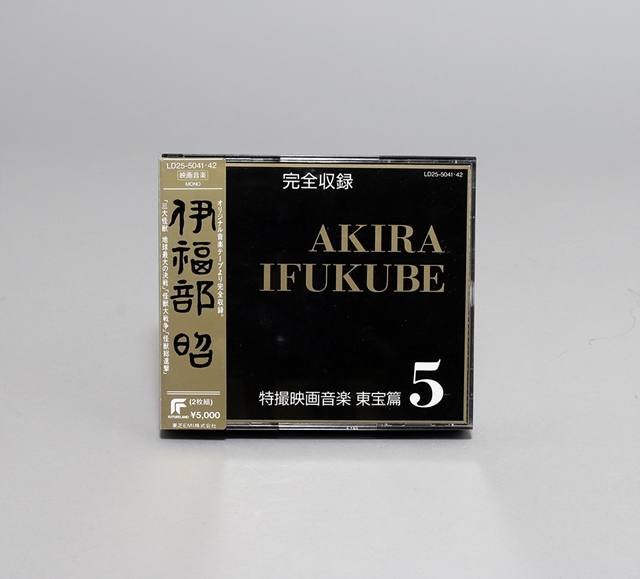 LD25-5041・42
映画音楽
MONO
伊福部 昭
オリジナル音楽テープより完全収録。
「三大怪獣 地球最大の決戦」「怪獣大戦争」「怪獣総進撃」
(2枚組)
¥5,000
FUTURELAND
東芝EMI株式会社
完全収録
LD25-5041・42
AKIRA
IFUKUBE
特撮映画音楽 東宝篇 5